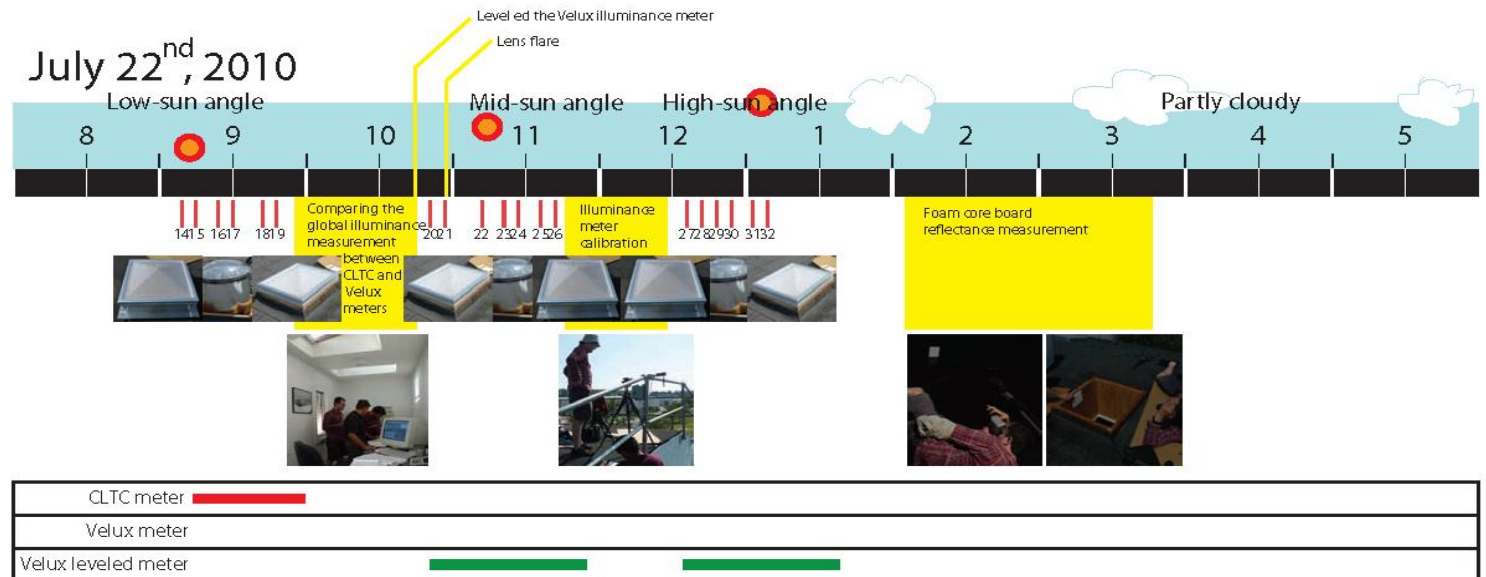 Leveled the Velux illuminance meter
Lens flare
July 22nd, 2010
Low-sun angle
Mid-sun angle
High-sun angle
Partly cloudy
8 9 10 11 12 1 2 3 4 5
Comparing the
global illuminance
measurement
between
CLTC and
Velux
meters
Illuminance
meter
calibration
Foam core board
reflectance measurement
14 15 16 17 18 19 20 21 22 23 24 25 26 27 28 29 30 31 32
CLTC meter
Velux meter
Velux leveled meter